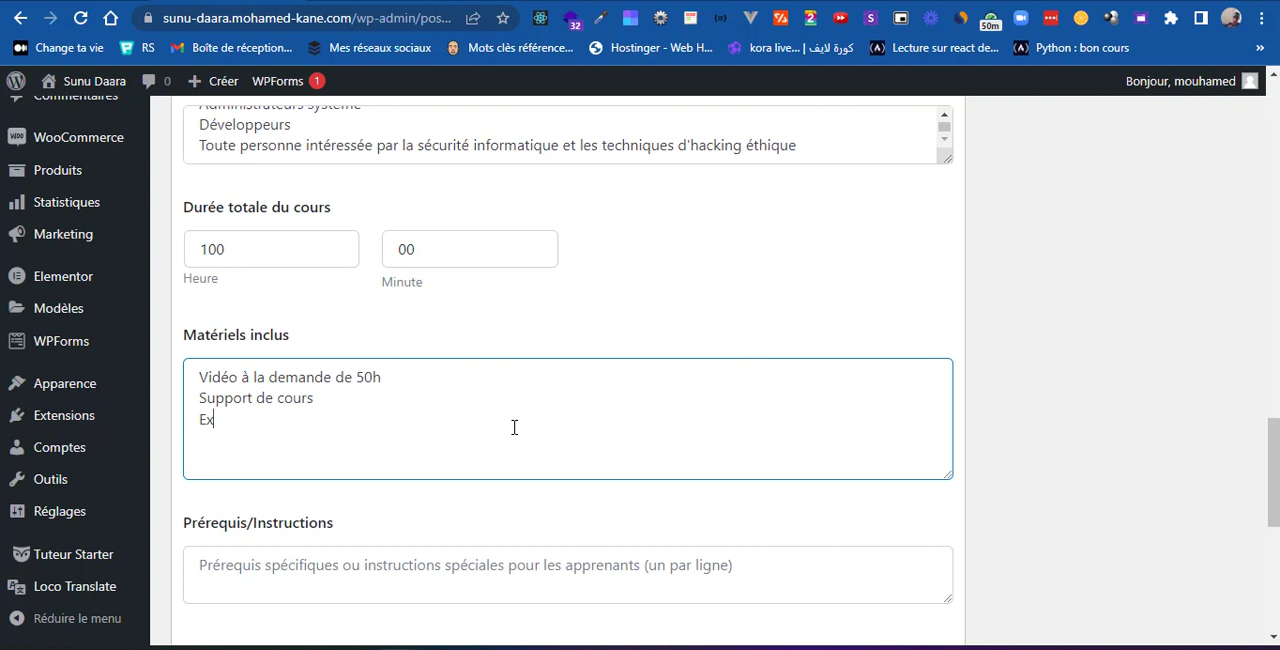 sunu-daara.mohamed-kane.com/wp-admin/pos...
32
50m
Change ta vie
RS
Boîte de réception...
Mes réseaux sociaux
Mots clés référence...
Hostinger - Web H...
kora live... | كورة لايف
Lecture sur react de...
Python : bon cours
»
Sunu Daara
0
Créer
WPForms 1
Bonjour, mouhamed
Commentaires
WooCommerce
Produits
Statistiques
Marketing
Elementor
Modèles
WPForms
Apparence
Extensions
Comptes
Outils
Réglages
Tuteur Starter
Loco Translate
Réduire le menu
Administrateurs système
Développeurs
Toute personne intéressée par la sécurité informatique et les techniques d'hacking éthique
Durée totale du cours
100
00
Heure
Minute
Matériels inclus
Vidéo à la demande de 50h
Support de cours
Ex
Prérequis/Instructions
Prérequis spécifiques ou instructions spéciales pour les apprenants (un par ligne)